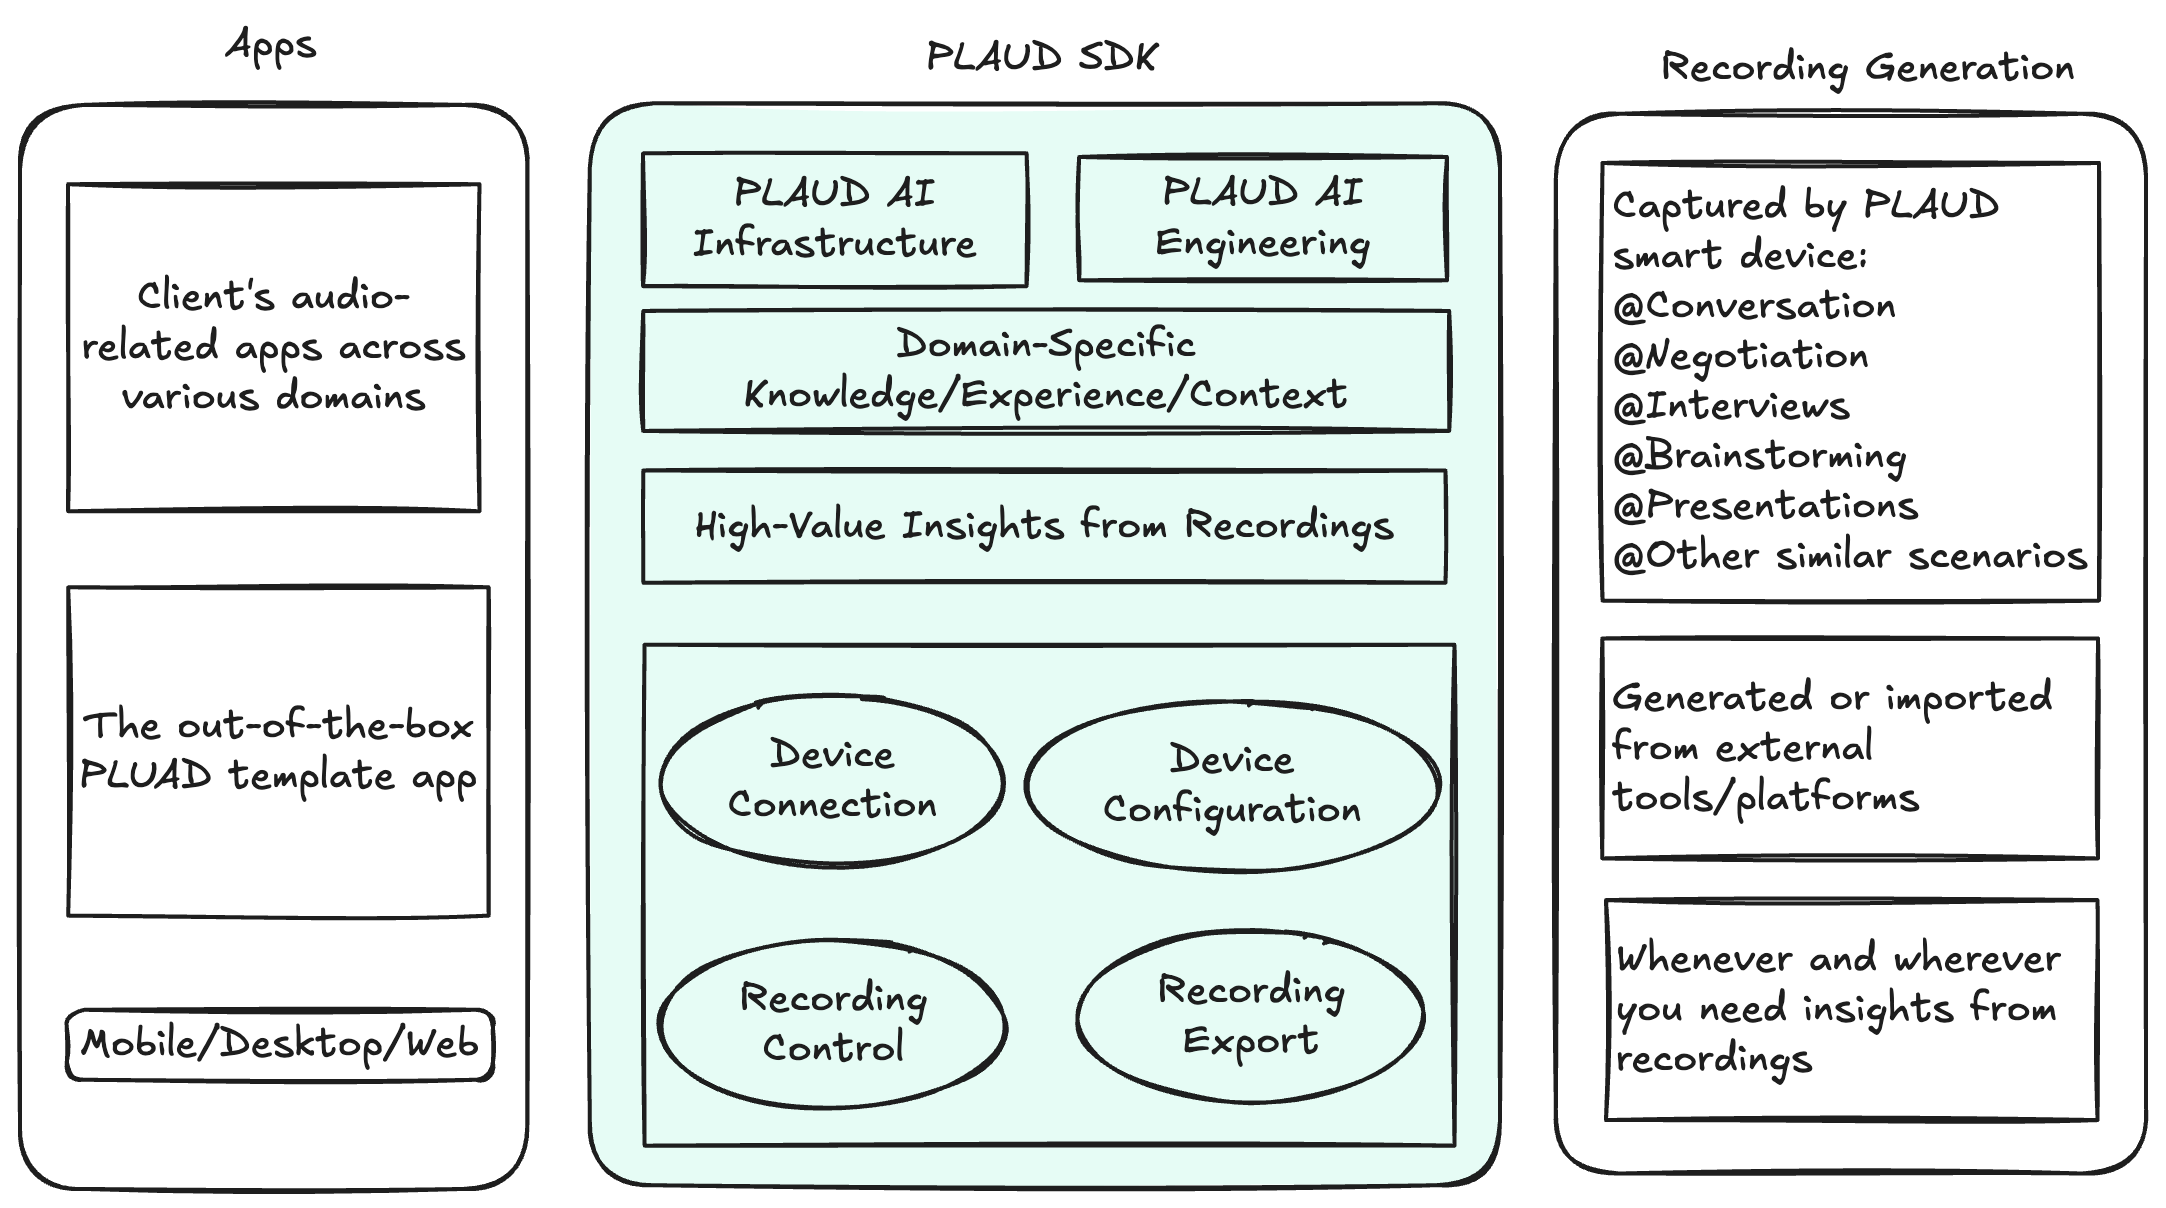 Apps
Client's audio-
related apps across
various domains
The out-of-the-box
PLUAD template app
Mobile/Desktop/Web
PLAUD SDK
PLAUD AI
Infrastructure
PLAUD AI
Engineering
Domain-Specific
Knowledge/Experience/Context
High-Value Insights from Recordings
Device
Connection
Device
Configuration
Recording
Control
Recording
Export
Recording Generation
Captured by PLAUD
smart device:
@Conversation
@Negotiation
@Interviews
@Brainstorming
@Presentations
@Other similar scenarios
Generated or imported
from external
tools/platforms
Whenever and wherever
you need insights from
recordings